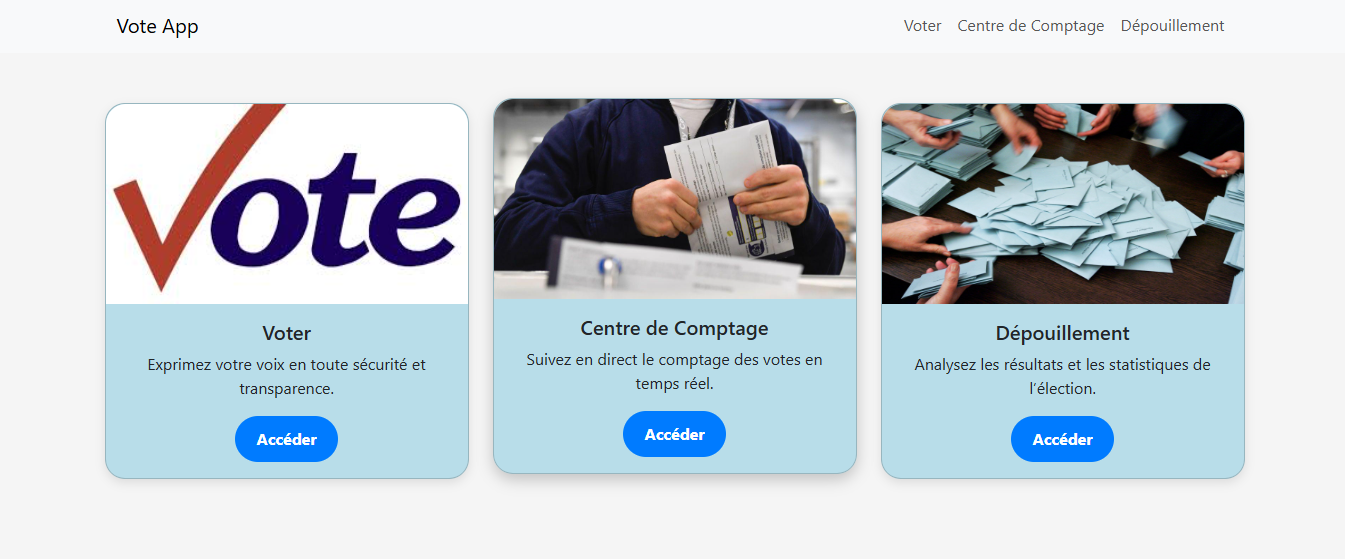 Vote App
Voter
Centre de Comptage
Dépouillement
Vote
Voter
Exprimez votre voix en toute sécurité et
transparence.
Accéder
Centre de Comptage
Suivez en direct le comptage des votes en
temps réel.
Accéder
Dépouillement
Analysez les résultats et les statistiques de
l’élection.
Accéder